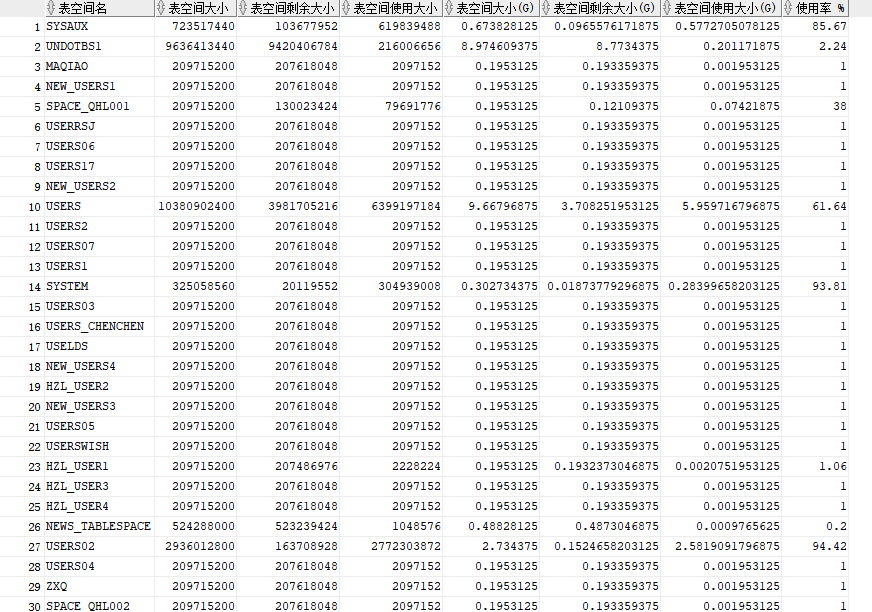 表空间名 表空间大小 表空间剩余大小 表空间使用大小 表空间大小(G) 表空间剩余大小(G) 表空间使用大小(G) 使用率 %
1 SYSAUX 723517440 103677952 619839488 0.673828125 0.0965576171875 0.5772705078125 85.67
2 UNDOTBS1 9636413440 9420406784 216006656 8.974609375 8.7734375 0.201171875 2.24
3 MAQIAO 209715200 207618048 2097152 0.1953125 0.193359375 0.001953125 1
4 NEW_USERS1 209715200 207618048 2097152 0.1953125 0.193359375 0.001953125 1
5 SPACE_QHL001 209715200 130023424 79691776 0.1953125 0.12109375 0.07421875 38
6 USERRSJ 209715200 207618048 2097152 0.1953125 0.193359375 0.001953125 1
7 USERS06 209715200 207618048 2097152 0.1953125 0.193359375 0.001953125 1
8 USERS17 209715200 207618048 2097152 0.1953125 0.193359375 0.001953125 1
9 NEW_USERS2 209715200 207618048 2097152 0.1953125 0.193359375 0.001953125 1
10 USERS 10380902400 3981705216 6399197184 9.66796875 3.708251953125 5.959716796875 61.64
11 USERS2 209715200 207618048 2097152 0.1953125 0.193359375 0.001953125 1
12 USERS07 209715200 207618048 2097152 0.1953125 0.193359375 0.001953125 1
13 USERS1 209715200 207618048 2097152 0.1953125 0.193359375 0.001953125 1
14 SYSTEM 325058560 20119552 304939008 0.302734375 0.01873779296875 0.28399658203125 93.81
15 USERS03 209715200 207618048 2097152 0.1953125 0.193359375 0.001953125 1
16 USERS_CHENCHEN 209715200 207618048 2097152 0.1953125 0.193359375 0.001953125 1
17 USELDS 209715200 207618048 2097152 0.1953125 0.193359375 0.001953125 1
18 NEW_USERS4 209715200 207618048 2097152 0.1953125 0.193359375 0.001953125 1
19 HZL_USER2 209715200 207618048 2097152 0.1953125 0.193359375 0.001953125 1
20 NEW_USERS3 209715200 207618048 2097152 0.1953125 0.193359375 0.001953125 1
21 USERS05 209715200 207618048 2097152 0.1953125 0.193359375 0.001953125 1
22 USERSWISH 209715200 207618048 2097152 0.1953125 0.193359375 0.001953125 1
23 HZL_USER1 209715200 207486976 2228224 0.1953125 0.1932373046875 0.0020751953125 1.06
24 HZL_USER3 209715200 207618048 2097152 0.1953125 0.193359375 0.001953125 1
25 HZL_USER4 209715200 207618048 2097152 0.1953125 0.193359375 0.001953125 1
26 NEWS_TABLESPACE 524288000 523239424 1048576 0.48828125 0.4873046875 0.0009765625 0.2
27 USERS02 2936012800 163708928 2772303872 2.734375 0.1524658203125 2.5819091796875 94.42
28 USERS04 209715200 207618048 2097152 0.1953125 0.193359375 0.001953125 1
29 ZXQ 209715200 207618048 2097152 0.1953125 0.193359375 0.001953125 1
30 SPACE_QHL002 209715200 207618048 2097152 0.1953125 0.193359375 0.001953125 1